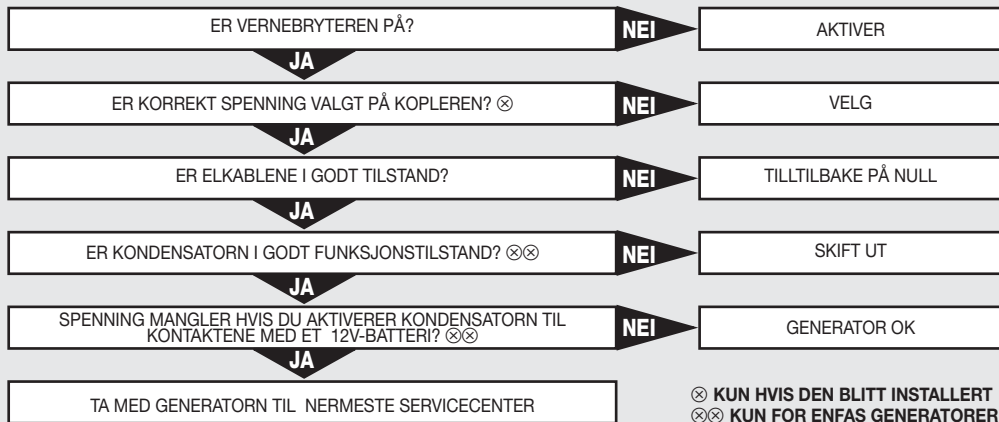 ER VERNEBRYTEREN PÅ?
NEI
AKTIVER
JA
ER KORREKT SPENNING VALGT PÅ KOPLEREN? ⊗
NEI
VELG
JA
ER ELKABLENE I GODT TILSTAND?
NEI
TILLTILBAKE PÅ NULL
JA
ER KONDENSATORN I GODT FUNKSJONSTILSTAND? ⊗⊗
NEI
SKIFT UT
JA
SPENNING MANGLER HVIS DU AKTIVERER KONDENSATORN TIL
KONTAKTENE MED ET 12V-BATTERI? ⊗⊗
NEI
GENERATOR OK
JA
TA MED GENERATORN TIL NERMESTE SERVICECENTER
⊗ KUN HVIS DEN BLITT INSTALLERT
⊗⊗ KUN FOR ENFAS GENERATORER